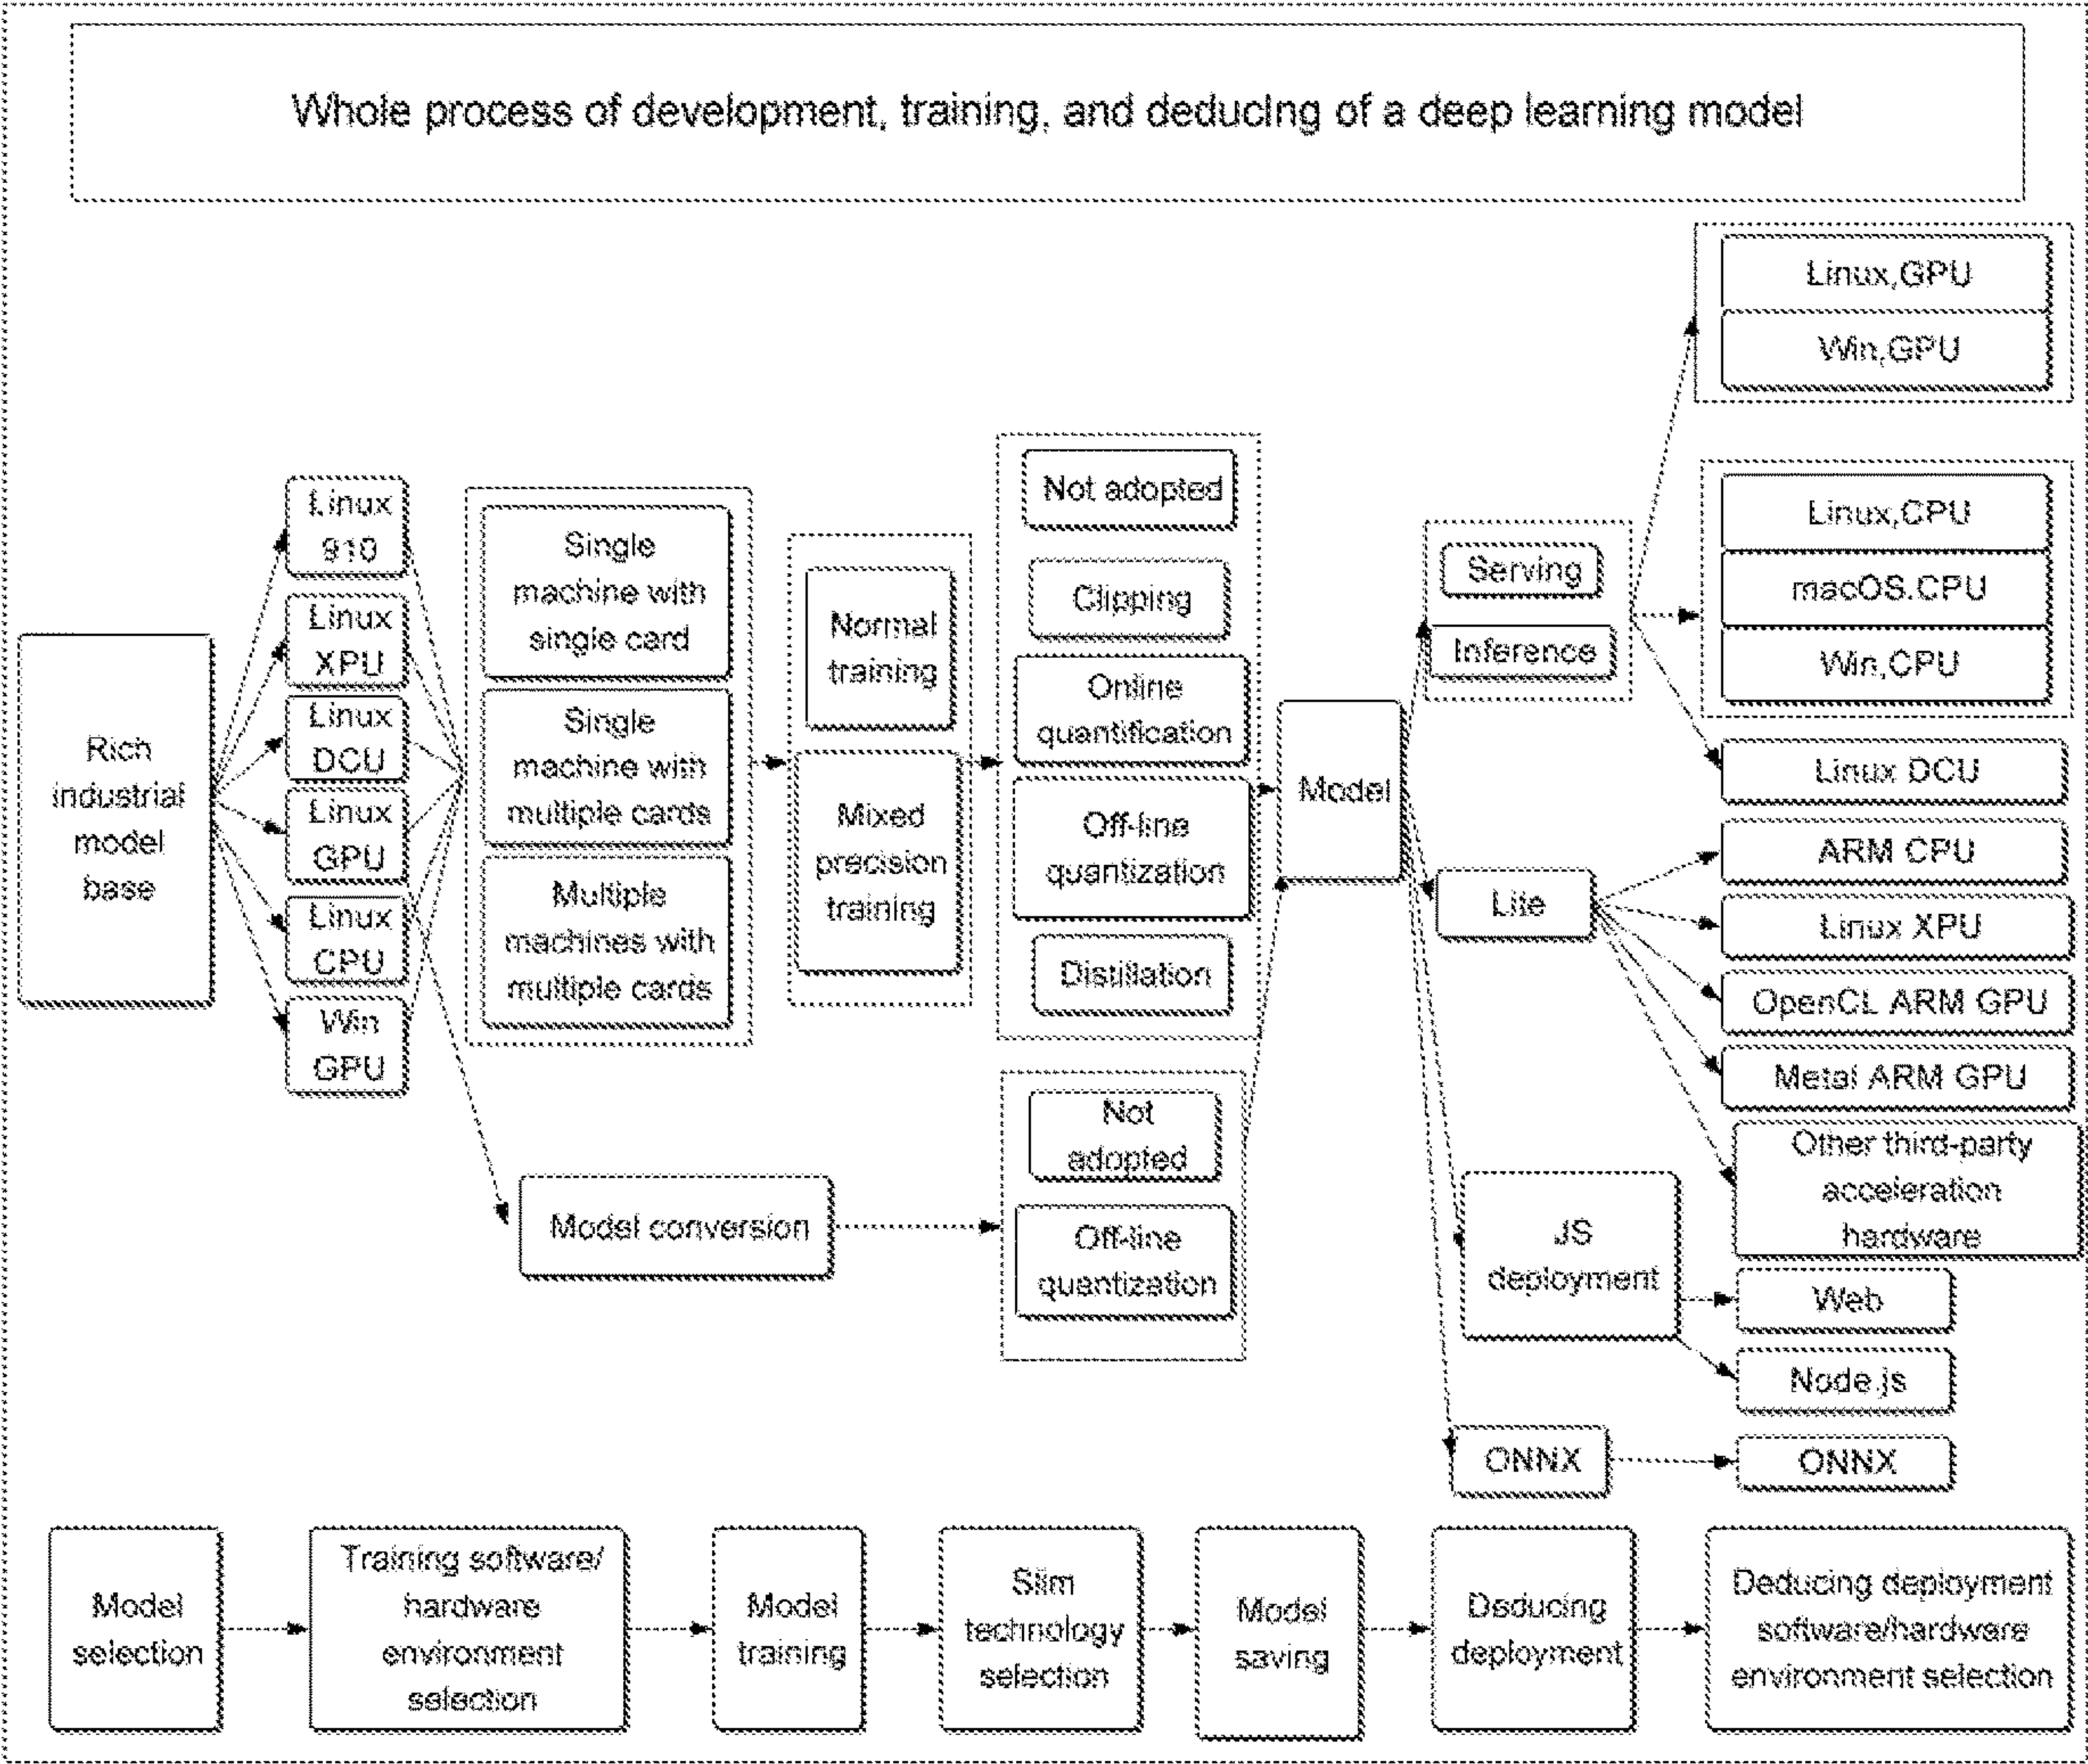 Whole process of development, training, and deducing of a deep learning model
Rich
industrial
model
base
Linux
910
Linux
XPU
Linux
DCU
Linux
GPU
Linux
CPU
Win
GPU
Single
machine with
single card
Single
machine with
multiple cards
Multiple
machines with
multiple cards
Model conversion
Normal
training
Mixed
precision
training
Not adopted
Clipping
Online
quantification
Off-line
quantization
Distillation
Not
adopted
Off-line
quantization
Model
Serving
Inference
Lite
JS
deployment
ONNX
Linux,GPU
Win,GPU
Linux,CPU
macOS.CPU
Win,CPU
Linux DCU
ARM CPU
Linux XPU
OpenCL ARM GPU
Metal ARM GPU
Other third-party
acceleration
hardware
Web
Node.js
ONNX
Model
selection
Training software/
hardware
environment
selection
Model
training
Slim
technology
selection
Model
saving
Deducing
deployment
Deducing deployment
software/hardware
environment selection